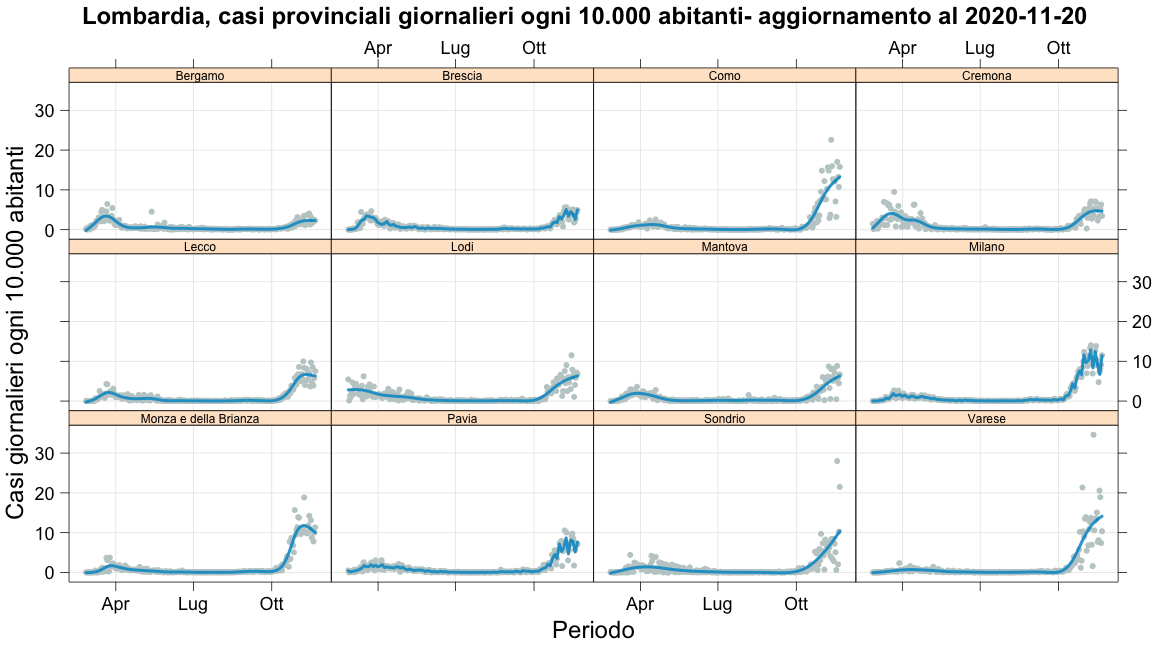 Lombardia, casi provinciali giornalieri ogni 10.000 abitanti- aggiornamento al 2020-11-20
Apr Lug Ott Apr Lug Ott
Bergamo Brescia Como Cremona
30
20
10
0
Lecco Lodi Mantova Milano
30
20
10
0
Monza e della Brianza Pavia Sondrio Varese
30
20
10
0
Apr Lug Ott Apr Lug Ott
Periodo
Casi giornalieri ogni 10.000 abitanti